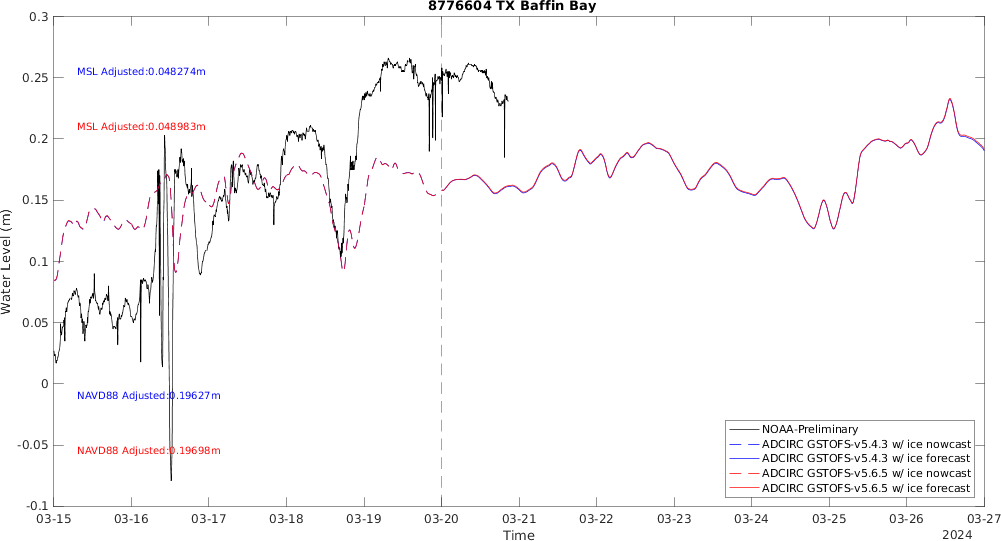 8776604 TX Baffin Bay
Water Level (m)
0.3
0.25
0.2
0.15
0.1
0.05
0
-0.05
-0.1
MSL Adjusted:0.048274m
MSL Adjusted:0.048983m
NAVD88 Adjusted:0.19627m
NAVD88 Adjusted:0.19698m
NOAA-Preliminary
ADCIRC GSTOFS-v5.4.3 w/ ice nowcast
ADCIRC GSTOFS-v5.4.3 w/ ice forecast
ADCIRC GSTOFS-v5.6.5 w/ ice nowcast
ADCIRC GSTOFS-v5.6.5 w/ ice forecast
03-15 03-16 03-17 03-18 03-19 03-20 03-21 03-22 03-23 03-24 03-25 03-26 03-27
Time
2024